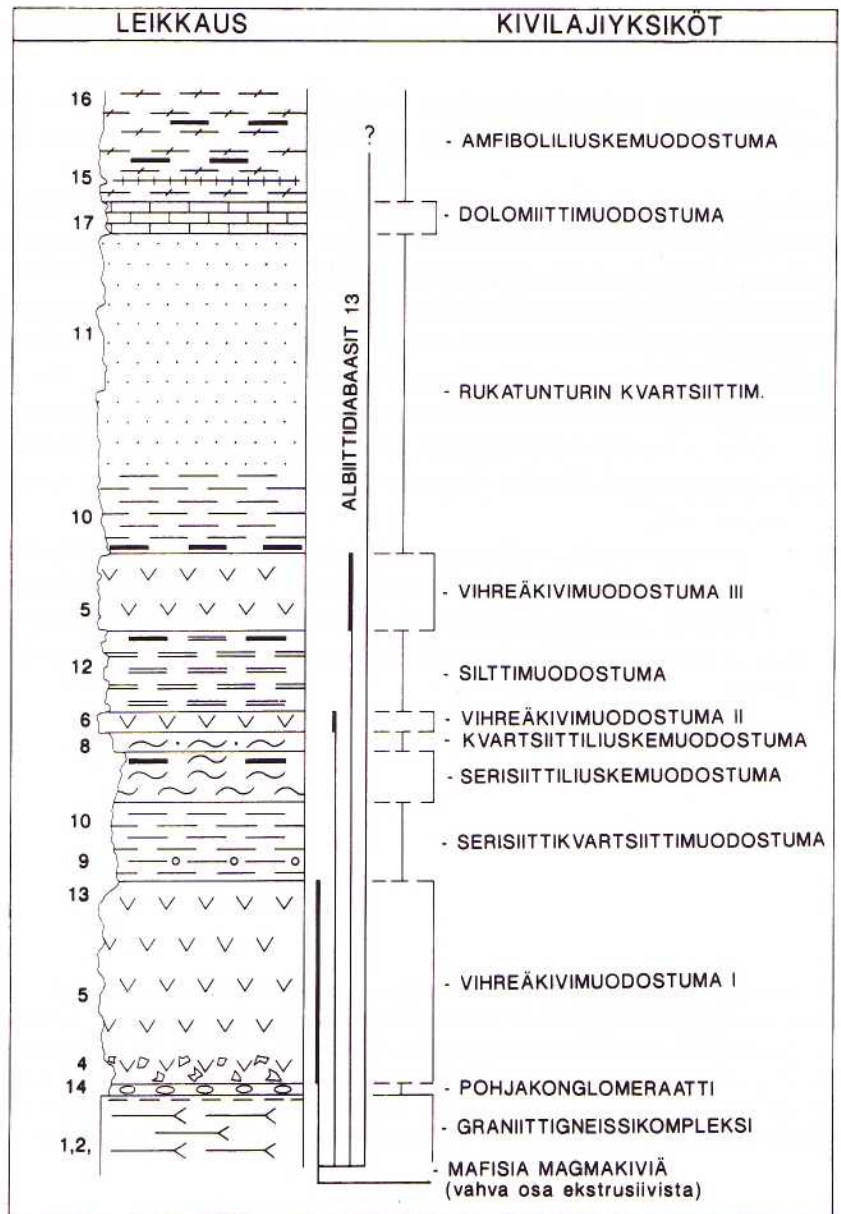 LEIKKAUS
KIVILAJIYKSIKÖT
16
?
- AMFIBOLILIUSKEMUODOSTUMA
15
17
- DOLOMIITTIMUODOSTUMA
11
ALBIITTIDIABAASIT 13
- RUKATUNTURIN KVARTSIITTIM.
10
5
- VIHREÄKIVIMUODOSTUMA III
12
- SILTTIMUODOSTUMA
6
- VIHREÄKIVIMUODOSTUMA II
8
- KVARTSIITTILIUSKEMUODOSTUMA
- SERISIITTILIUSKEMUODOSTUMA
10
- SERISIITTIKVARTSIITTIMUODOSTUMA
9
13
5
- VIHREÄKIVIMUODOSTUMA I
4
14
- POHJAKONGLOMERAATTI
- GRANIITTIGNEISSIKOMPLEKSI
1,2,
- MAFISIA MAGMAKIVIÄ
(vahva osa ekstrusiivista)